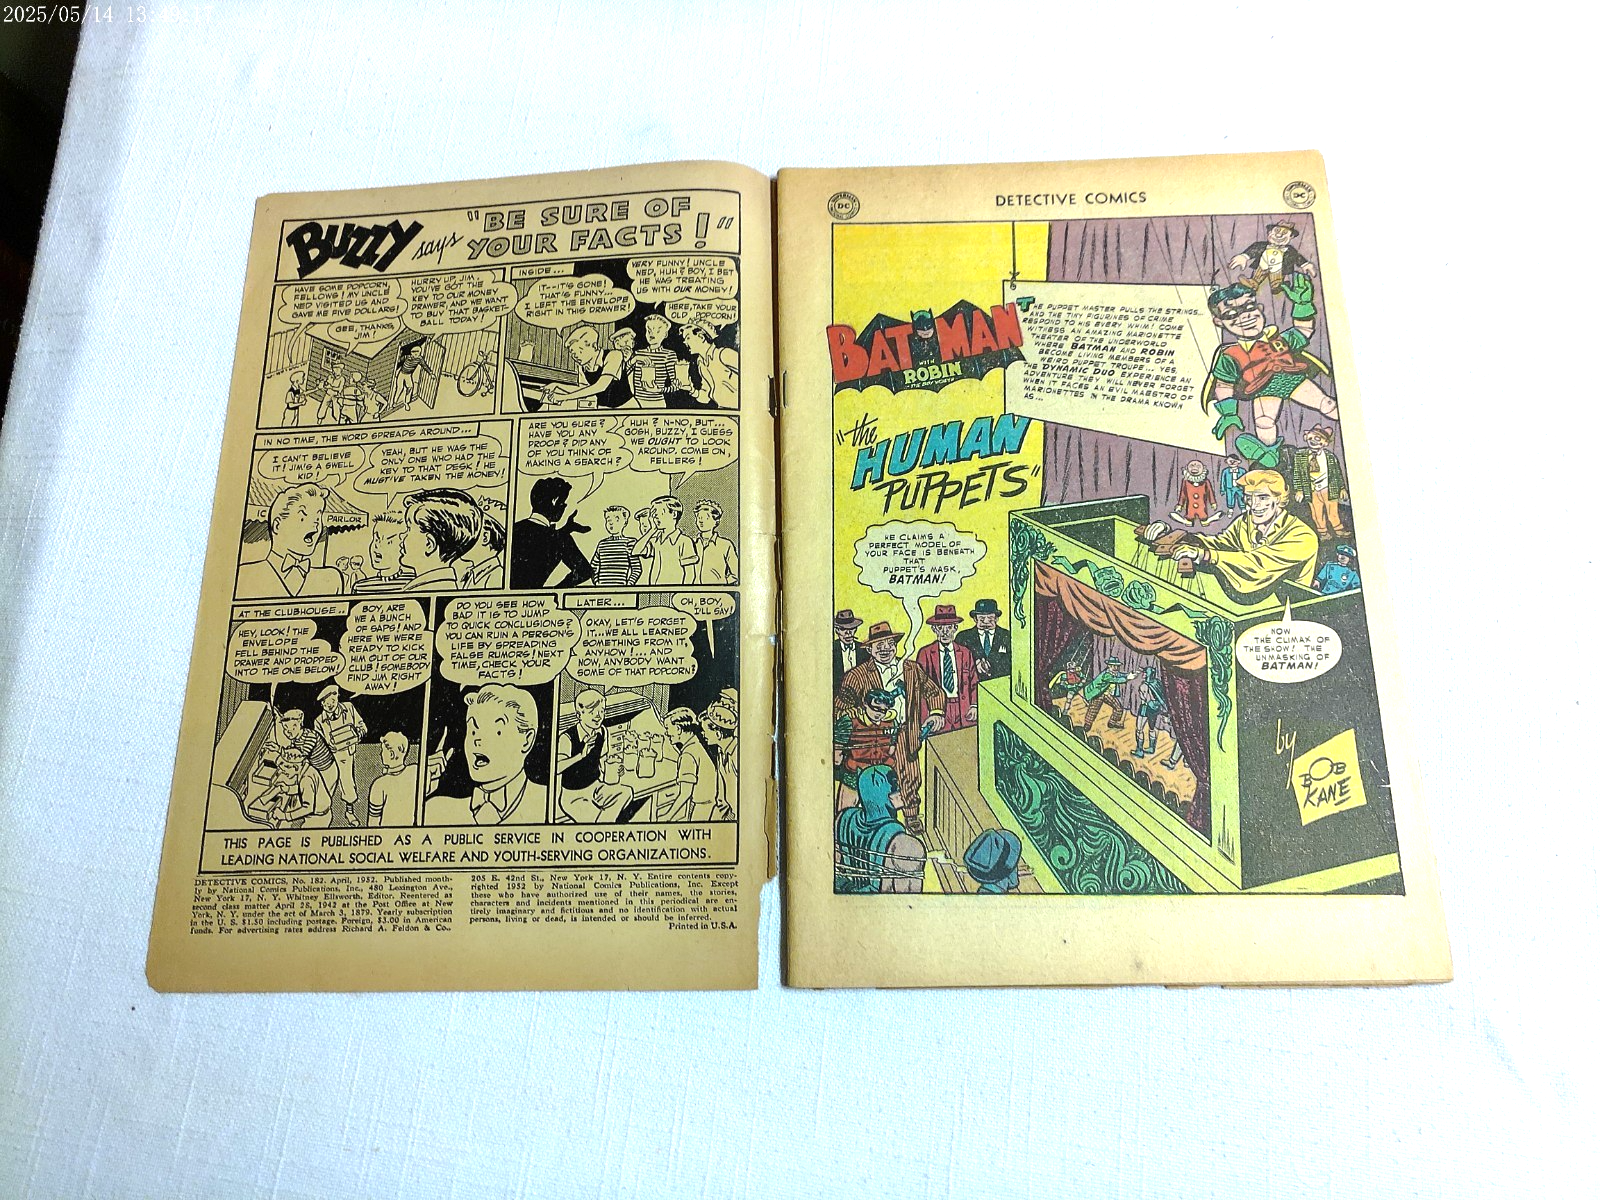 2025/05/14 13:
BUZZY says "BE SURE OF
YOUR FACTS!"
HAVE SOME POPCORN,
FELLOWS! MY UNCLE
NED VISITED US AND
GAVE ME FIVE DOLLARS!
GEE, THANKS,
JIM!
HURRY UP, JIM.
YOU'VE GOT THE
KEY TO OUR MONEY
DRAWER, AND WE WANT
TO BUY THAT BASKET-
BALL TODAY!
INSIDE...
IT--IT'S GONE!
THAT'S FUNNY...
I LEFT THE ENVELOPE
RIGHT IN THIS DRAWER!
VERY FUNNY! UNCLE
NED, HUH? BOY, I BET
HE WAS TREATING
US WITH OUR MONEY!
HERE, TAKE YOUR
OLD POPCORN!
IN NO TIME, THE WORD SPREADS AROUND...
I CAN'T BELIEVE
IT! JIM'S A SWELL
KID!
YEAH, BUT HE WAS THE
ONLY ONE WHO HAD THE
KEY TO THAT DESK! HE
MUST'VE TAKEN THE MONEY!
IC
PARLOR
ARE YOU SURE?
HAVE YOU ANY
PROOF? DID ANY
OF YOU THINK OF
MAKING A SEARCH?
HUH? N-NO, BUT...
GOSH, BUZZY, I GUESS
WE OUGHT TO LOOK
AROUND. COME ON,
FELLERS!
AT THE CLUBHOUSE...
HEY, LOOK! THE
ENVELOPE
FELL BEHIND THE
DRAWER AND DROPPED
INTO THE ONE BELOW!
BOY, ARE
WE A BUNCH
OF SAPS! AND
HERE WE WERE
READY TO KICK
HIM OUT OF OUR
CLUB! SOMEBODY
FIND JIM RIGHT
AWAY!
DO YOU SEE HOW
BAD IT IS TO JUMP
TO QUICK CONCLUSIONS?
YOU CAN RUIN A PERSON'S
LIFE BY SPREADING
FALSE RUMORS! NEXT
TIME, CHECK YOUR
FACTS!
LATER...
OKAY, LET'S FORGET
IT...WE ALL LEARNED
SOMETHING FROM IT,
ANYHOW!...AND
NOW, ANYBODY WANT
SOME OF THAT POPCORN?
OH, BOY,
I'LL SAY!
THIS PAGE IS PUBLISHED AS A PUBLIC SERVICE IN COOPERATION WITH
LEADING NATIONAL SOCIAL WELFARE AND YOUTH-SERVING ORGANIZATIONS.
DETECTIVE COMICS, No. 182. April, 1952. Published month-
ly by National Comics Publications, Inc., 480 Lexington Ave.,
New York 17, N. Y. Whitney Ellsworth, Editor. Reentered as
second class matter April 28, 1942 at the Post Office at New
York, N. Y. under the act of March 3, 1879. Yearly subscription
in the U. S. $1.50 including postage. Foreign, $3.00 in American
funds. For advertising rates address Richard A. Feldon & Co.,
205 E. 42nd St., New York 17, N. Y. Entire contents copy-
righted 1952 by National Comics Publications, Inc. Except
those who have authorized use of their names, the stories,
characters and incidents mentioned in this periodical are en-
tirely imaginary and fictitious and no identification with actual
persons, living or dead, is intended or should be inferred.
Printed in U.S.A.
DETECTIVE COMICS
DC
DC
BATMAN
WITH
ROBIN
THE PUPPET MASTER PULLS THE STRINGS...
AND THE TINY FIGURINES OF CRIME
RESPOND TO HIS EVERY WHIM! COME
WITNESS AN AMAZING MARIONETTE
THEATER OF THE UNDERWORLD
WHERE BATMAN AND ROBIN
BECOME LIVING MEMBERS OF A
WEIRD PUPPET TROUPE... YES,
THE DYNAMIC DUO EXPERIENCE AN
ADVENTURE THEY WILL NEVER FORGET
WHEN IT FACES AN EVIL MAESTRO OF
MARIONETTES IN THE DRAMA KNOWN
AS...
"the
HUMAN
PUPPETS"
HE CLAIMS A
PERFECT MODEL OF
YOUR FACE IS BENEATH
THAT
PUPPET'S MASK,
BATMAN!
NOW
THE CLIMAX OF
THE SHOW! THE
UNMASKING OF
BATMAN!
by
BOB
KANE